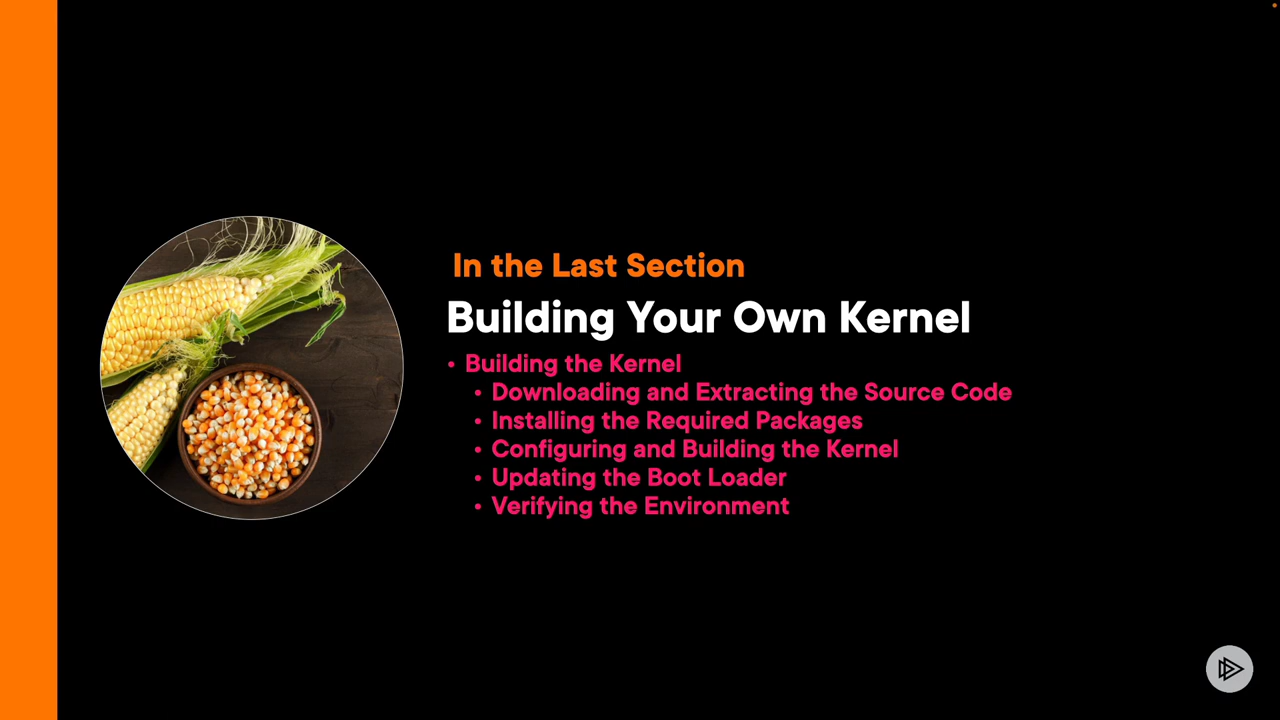 In the Last Section
Building Your Own Kernel
• Building the Kernel
• Downloading and Extracting the Source Code
• Installing the Required Packages
• Configuring and Building the Kernel
• Updating the Boot Loader
• Verifying the Environment